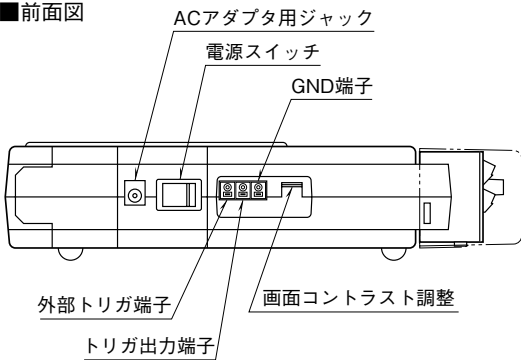 ■前面図
ACアダプタ用ジャック
電源スイッチ
GND端子
外部トリガ端子
画面コントラスト調整
トリガ出力端子